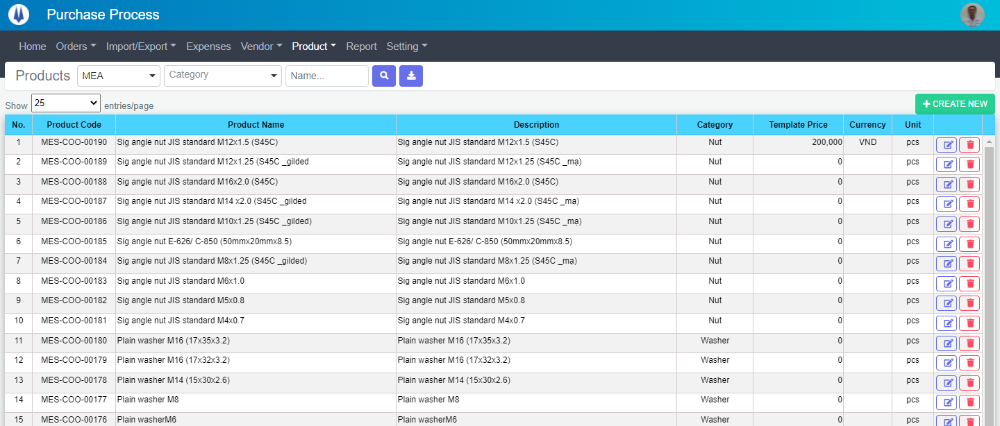 Purchase Process
Home Orders Import/Export Expenses Vendor Product Report Setting
Products MEA Category Name...
Show 25 entries/page CREATE NEW
No. Product Code Product Name Description Category Template Price Currency Unit
1 MES-COO-00190 Sig angle nut JIS standard M12x1.5 (S45C) Sig angle nut JIS standard M12x1.5 (S45C) Nut 200,000 VND pcs
2 MES-COO-00189 Sig angle nut JIS standard M12x1.25 (S45C _gilded Sig angle nut JIS standard M12x1.25 (S45C _mạ) Nut 0 pcs
3 MES-COO-00188 Sig angle nut JIS standard M16x2.0 (S45C) Sig angle nut JIS standard M16x2.0 (S45C) Nut 0 pcs
4 MES-COO-00187 Sig angle nut JIS standard M14 x2.0 (S45C _gilded Sig angle nut JIS standard M14 x2.0 (S45C _mạ) Nut 0 pcs
5 MES-COO-00186 Sig angle nut JIS standard M10x1.25 (S45C _gilded) Sig angle nut JIS standard M10x1.25 (S45C _mạ) Nut 0 pcs
6 MES-COO-00185 Sig angle nut E-626/ C-850 (50mmx20mmx8.5) Sig angle nut E-626/ C-850 (50mmx20mmx8.5) Nut 0 pcs
7 MES-COO-00184 Sig angle nut JIS standard M8x1.25 (S45C _gilded) Sig angle nut JIS standard M8x1.25 (S45C _mạ) Nut 0 pcs
8 MES-COO-00183 Sig angle nut JIS standard M6x1.0 Sig angle nut JIS standard M6x1.0 Nut 0 pcs
9 MES-COO-00182 Sig angle nut JIS standard M5x0.8 Sig angle nut JIS standard M5x0.8 Nut 0 pcs
10 MES-COO-00181 Sig angle nut JIS standard M4x0.7 Sig angle nut JIS standard M4x0.7 Nut 0 pcs
11 MES-COO-00180 Plain washer M16 (17x35x3.2) Plain washer M16 (17x35x3.2) Washer 0 pcs
12 MES-COO-00179 Plain washer M16 (17x32x3.2) Plain washer M16 (17x32x3.2) Washer 0 pcs
13 MES-COO-00178 Plain washer M14 (15x30x2.6) Plain washer M14 (15x30x2.6) Washer 0 pcs
14 MES-COO-00177 Plain washer M8 Plain washer M8 Washer 0 pcs
15 MES-COO-00176 Plain washerM6 Plain washerM6 Washer 0 pcs